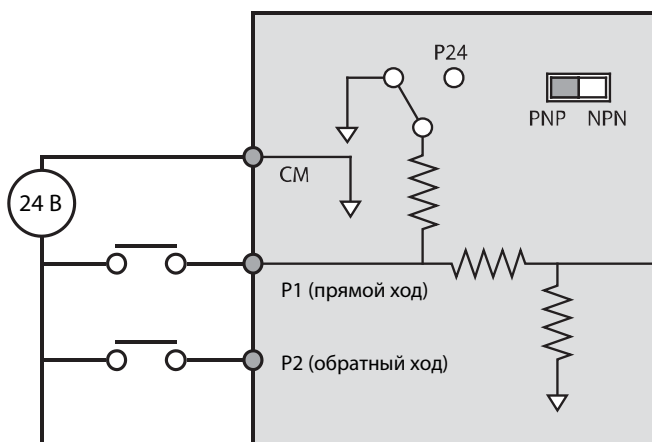 P24
PNP NPN
CM
24 В
P1 (прямой ход)
P2 (обратный ход)